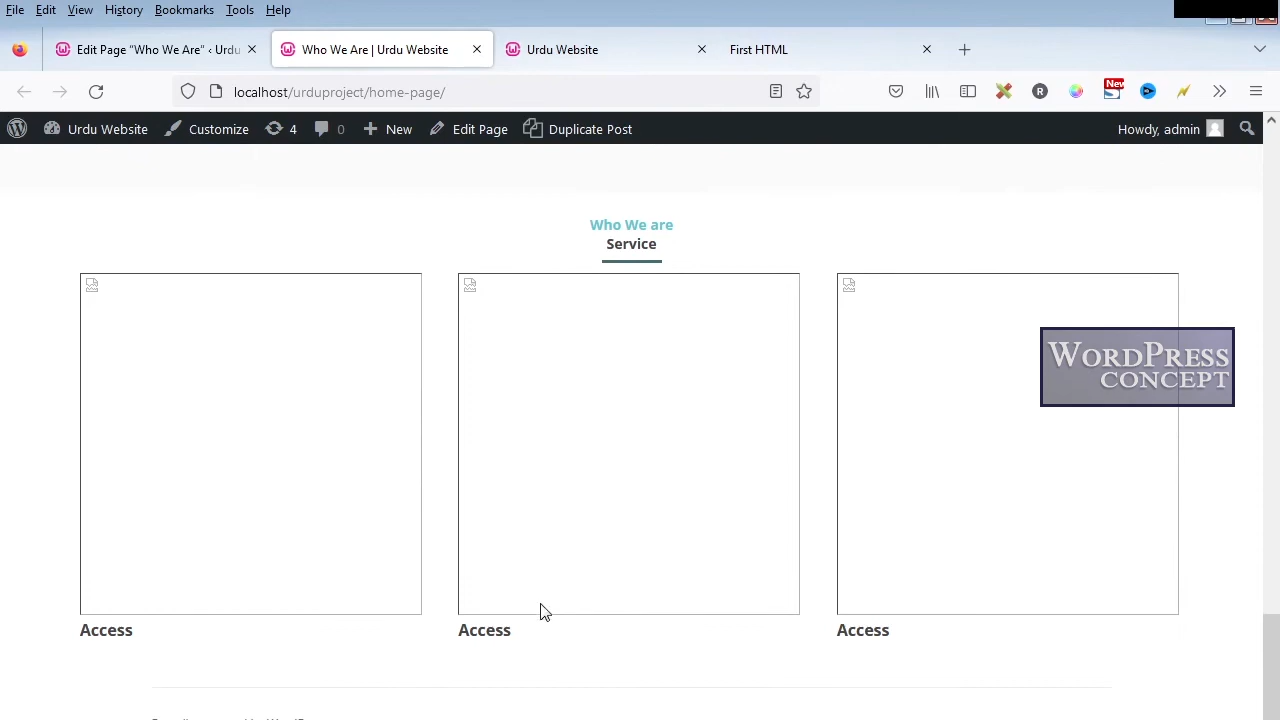 File Edit View History Bookmarks Tools Help
Edit Page “Who We Are” ‹ Urdu
Who We Are | Urdu Website
Urdu Website
First HTML
localhost/urduproject/home-page/
New
R
Urdu Website Customize 4 0 New Edit Page Duplicate Post Howdy, admin
Who We are
Service
WORDPRESS
CONCEPT
Access Access Access